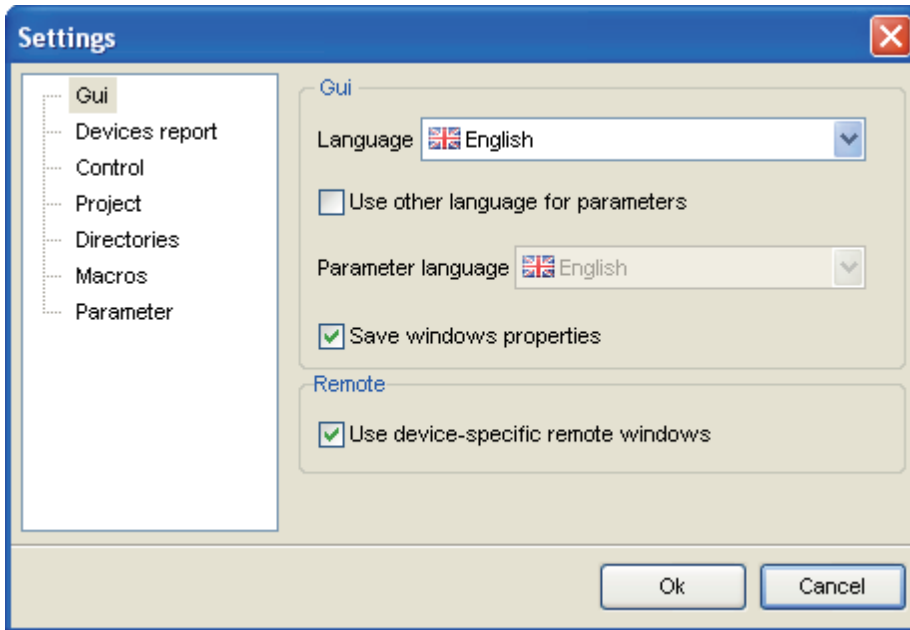 Settings
Gui
Devices report
Control
Project
Directories
Macros
Parameter
Gui
Language English
Use other language for parameters
Parameter language English
Save windows properties
Remote
Use device-specific remote windows
Ok Cancel